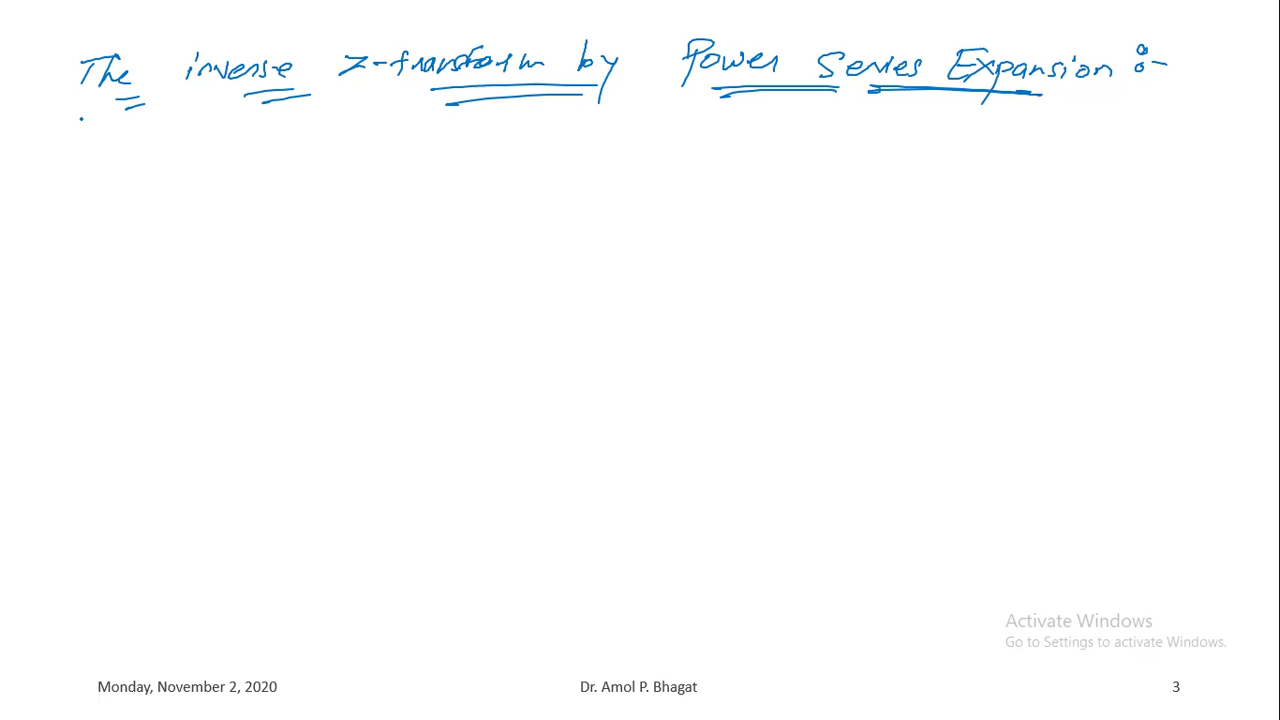 The inverse z-transform by Power Series Expansion :-
Activate Windows
Go to Settings to activate Windows.
Monday, November 2, 2020 Dr. Amol P. Bhagat 3